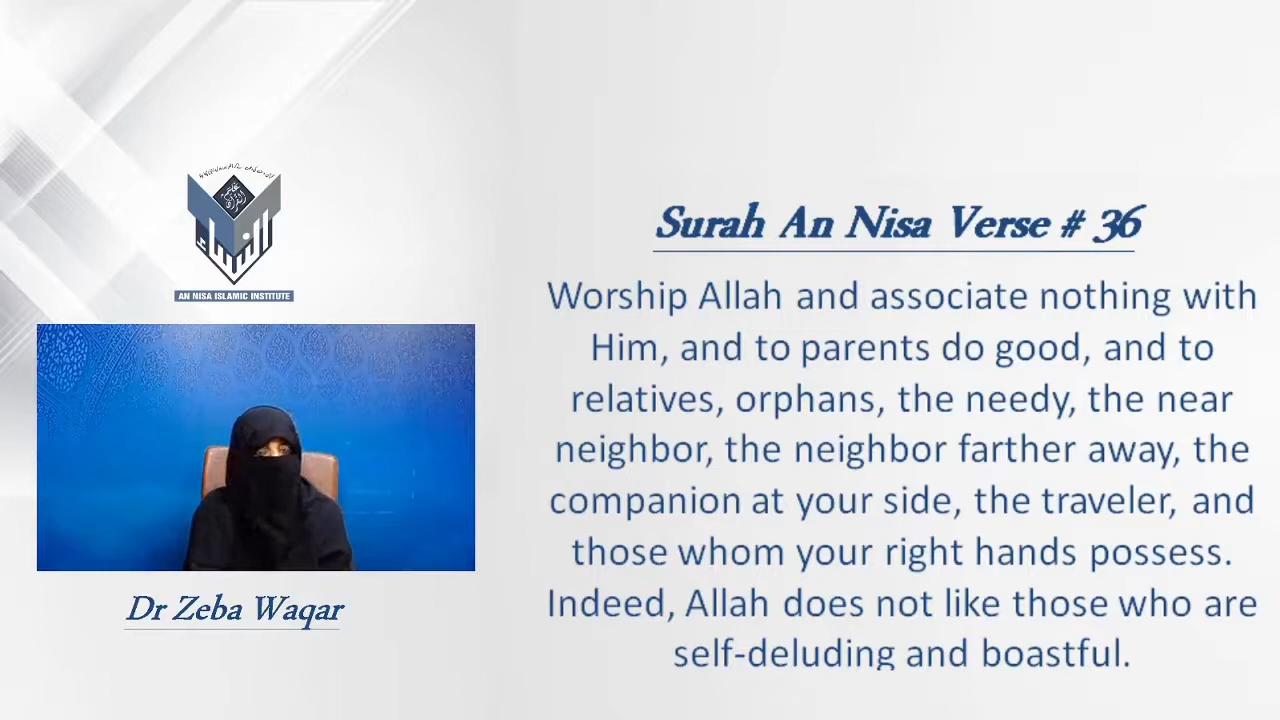 AN NISA ISLAMIC INSTITUTE
Dr Zeba Waqar
Surah An Nisa Verse # 36
Worship Allah and associate nothing with
Him, and to parents do good, and to
relatives, orphans, the needy, the near
neighbor, the neighbor farther away, the
companion at your side, the traveler, and
those whom your right hands possess.
Indeed, Allah does not like those who are
self-deluding and boastful.